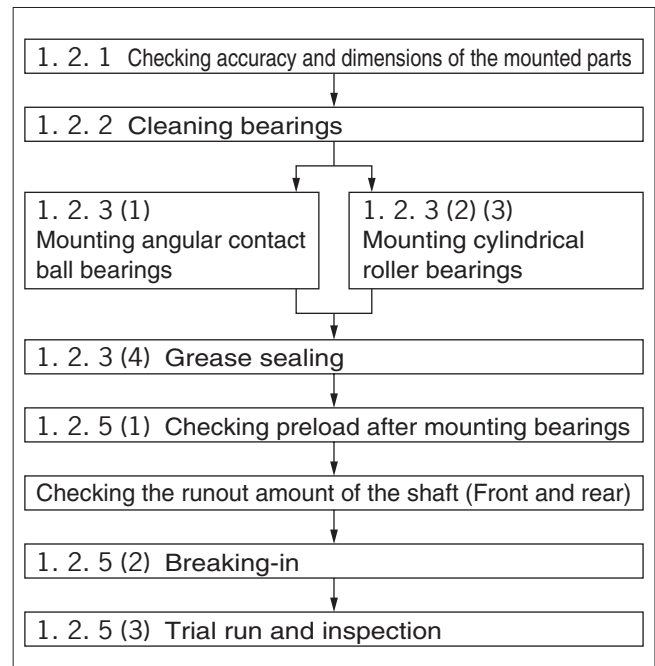 1. 2. 1 Checking accuracy and dimensions of the mounted parts
1. 2. 2 Cleaning bearings
1. 2. 3 (1)
Mounting angular contact
ball bearings
1. 2. 3 (2) (3)
Mounting cylindrical
roller bearings
1. 2. 3 (4) Grease sealing
1. 2. 5 (1) Checking preload after mounting bearings
Checking the runout amount of the shaft (Front and rear)
1. 2. 5 (2) Breaking-in
1. 2. 5 (3) Trial run and inspection